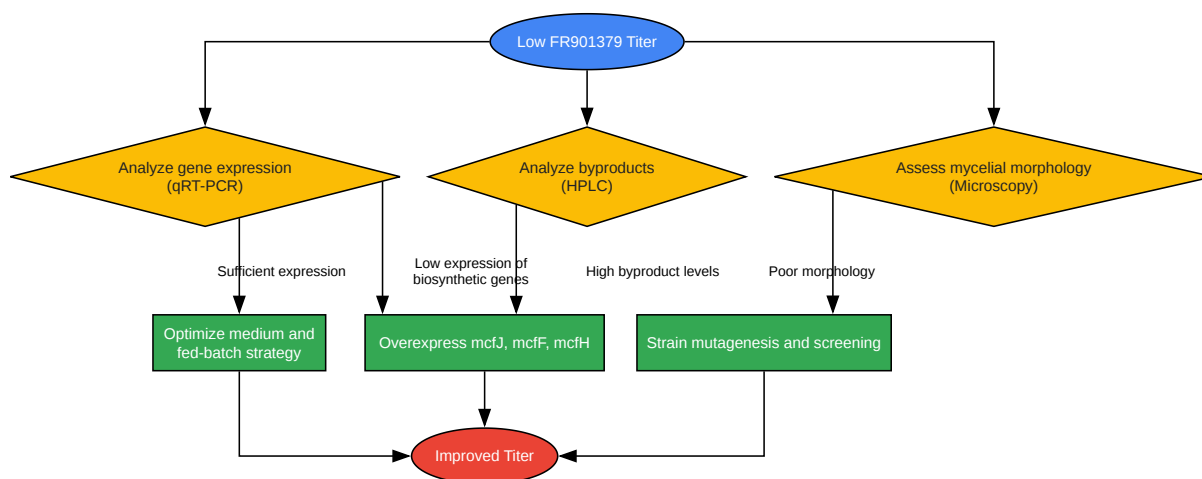 Low FR901379 Titer
Analyze gene expression
(qRT-PCR)
Analyze byproducts
(HPLC)
Assess mycelial morphology
(Microscopy)
Sufficient expression
Low expression of
biosynthetic genes
High byproduct levels
Poor morphology
Optimize medium and
fed-batch strategy
Overexpress mcfJ, mcfF, mcfH
Strain mutagenesis and screening
Improved Titer